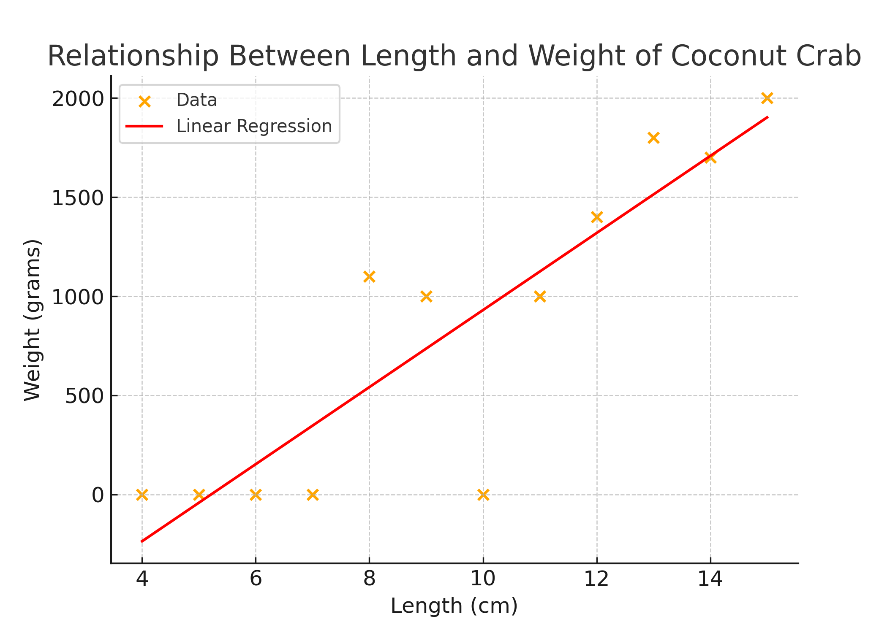 Relationship Between Length and Weight of Coconut Crab
Data
Linear Regression
2000
1500
1000
500
0
Weight (grams)
4 6 8 10 12 14
Length (cm)